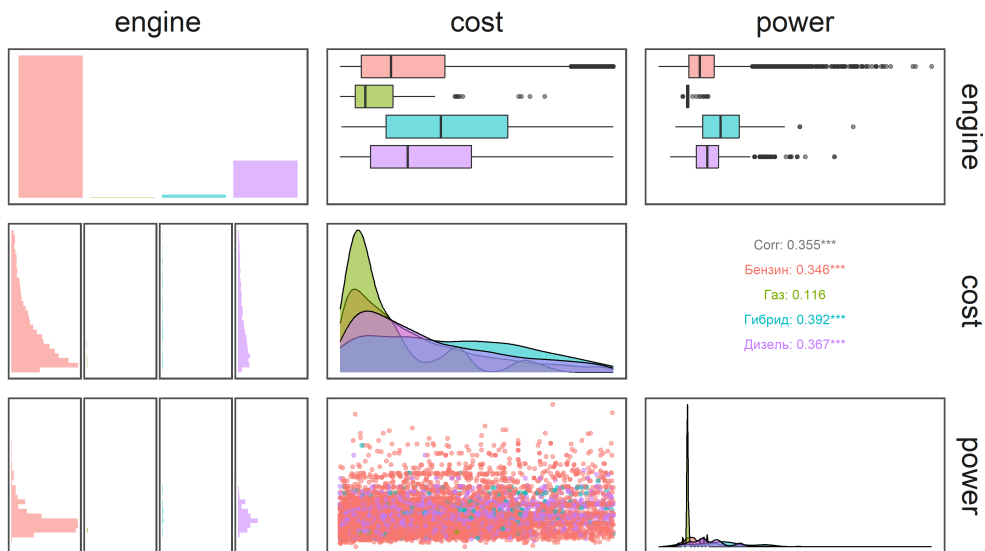 engine
cost
power
engine
Corr: 0.355***
Бензин: 0.346***
Газ: 0.116
Гибрид: 0.392***
Дизель: 0.367***
cost
power